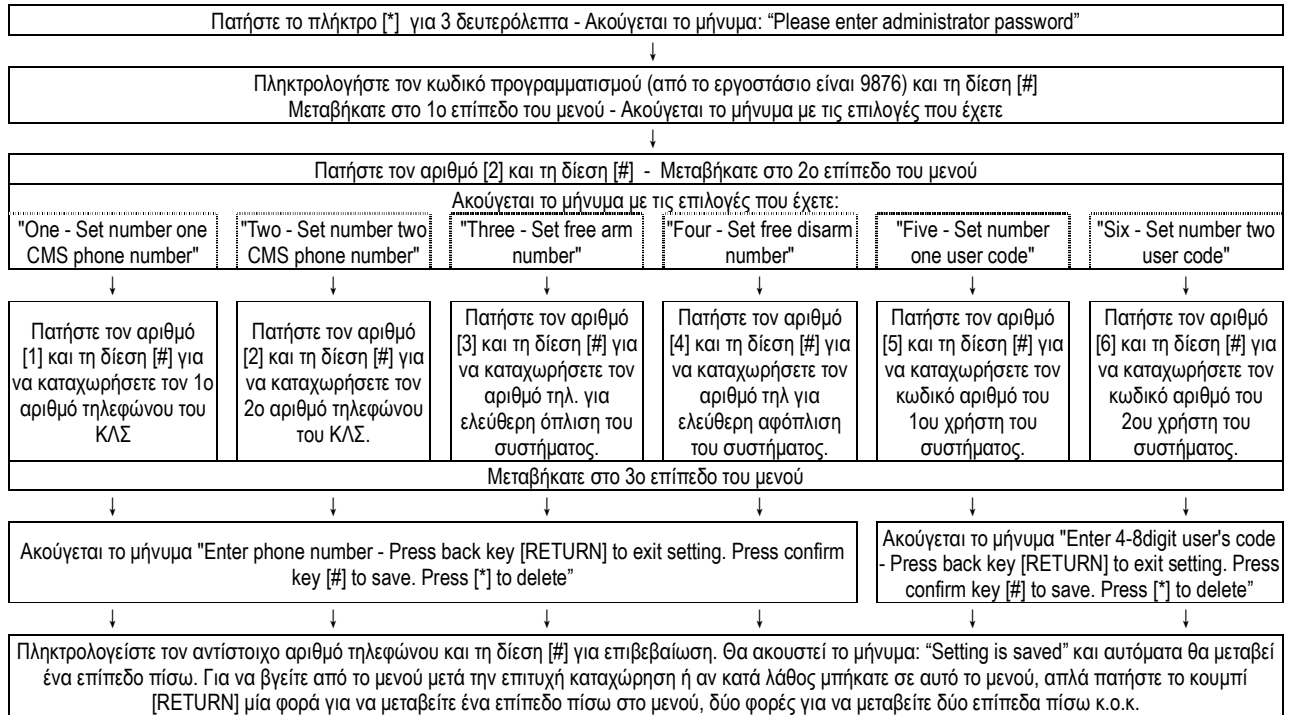 Πατήστε το πλήκτρο [*] για 3 δευτερόλεπτα - Ακούγεται το μήνυμα: “Please enter administrator password”
↓
Πληκτρολογήστε τον κωδικό προγραμματισμού (από το εργοστάσιο είναι 9876) και τη δίεση [#]
Μεταβήκατε στο 1ο επίπεδο του μενού - Ακούγεται το μήνυμα με τις επιλογές που έχετε
↓
Πατήστε τον αριθμό [2] και τη δίεση [#] - Μεταβήκατε στο 2ο επίπεδο του μενού
Ακούγεται το μήνυμα με τις επιλογές που έχετε:
"One - Set number one
CMS phone number"
"Two - Set number two
CMS phone number"
"Three - Set free arm
number"
"Four - Set free disarm
number"
"Five - Set number
one user code"
"Six - Set number two
user code"
↓ ↓ ↓ ↓ ↓ ↓
Πατήστε τον αριθμό
[1] και τη δίεση [#] για
να καταχωρήσετε τον 1ο
αριθμό τηλεφώνου του
ΚΛΣ
Πατήστε τον αριθμό
[2] και τη δίεση [#] για
να καταχωρήσετε τον
2ο αριθμό τηλεφώνου
του ΚΛΣ.
Πατήστε τον αριθμό
[3] και τη δίεση [#] για
να καταχωρήσετε τον
αριθμό τηλ. για
ελεύθερη όπλιση του
συστήματος.
Πατήστε τον αριθμό
[4] και τη δίεση [#] για
να καταχωρήσετε τον
αριθμό τηλ για
ελεύθερη αφόπλιση
του συστήματος.
Πατήστε τον αριθμό
[5] και τη δίεση [#] για
να καταχωρήσετε τον
κωδικό αριθμό του
1ου χρήστη του
συστήματος.
Πατήστε τον αριθμό
[6] και τη δίεση [#] για
να καταχωρήσετε τον
κωδικό αριθμό του
2ου χρήστη του
συστήματος.
Μεταβήκατε στο 3ο επίπεδο του μενού
↓ ↓ ↓ ↓ ↓ ↓
Ακούγεται το μήνυμα "Enter phone number - Press back key [RETURN] to exit setting. Press confirm
key [#] to save. Press [*] to delete”
Ακούγεται το μήνυμα "Enter 4-8digit user's code
- Press back key [RETURN] to exit setting. Press
confirm key [#] to save. Press [*] to delete”
↓ ↓ ↓ ↓ ↓ ↓
Πληκτρολογείστε τον αντίστοιχο αριθμό τηλεφώνου και τη δίεση [#] για επιβεβαίωση. Θα ακουστεί το μήνυμα: “Setting is saved” και αυτόματα θα μεταβεί
ένα επίπεδο πίσω. Για να βγείτε από το μενού μετά την επιτυχή καταχώρηση ή αν κατά λάθος μπήκατε σε αυτό το μενού, απλά πατήστε το κουμπί
[RETURN] μία φορά για να μεταβείτε ένα επίπεδο πίσω στο μενού, δύο φορές για να μεταβείτε δύο επίπεδα πίσω κ.ο.κ.